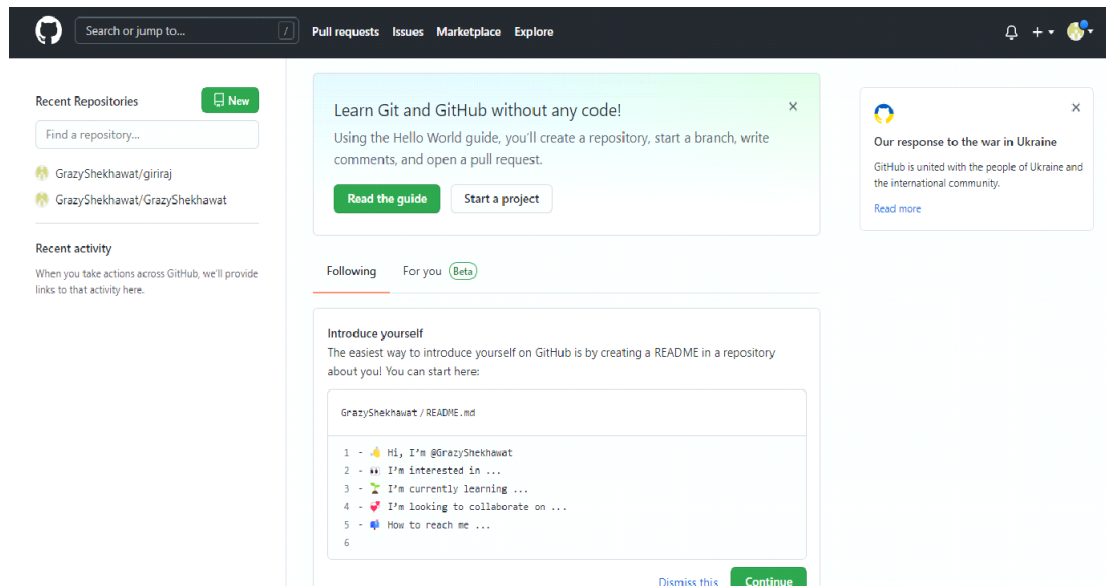 Search or jump to...
/
Pull requests Issues Marketplace Explore
Recent Repositories
New
Find a repository...
GrazyShekhawat/giriraj
GrazyShekhawat/GrazyShekhawat
Recent activity
When you take actions across GitHub, we'll provide
links to that activity here.
Learn Git and GitHub without any code!
Using the Hello World guide, you'll create a repository, start a branch, write
comments, and open a pull request.
Read the guide Start a project
Following For you Beta
Introduce yourself
The easiest way to introduce yourself on GitHub is by creating a README in a repository
about you! You can start here:
GrazyShekhawat/README.md
1 - 👋 Hi, I'm @GrazyShekhawat
2 - 👀 I'm interested in ...
3 - 🌱 I'm currently learning ...
4 - 💞️ I'm looking to collaborate on ...
5 - 📫 How to reach me ...
6
Dismiss this Continue
Our response to the war in Ukraine
GitHub is united with the people of Ukraine and
the international community.
Read more